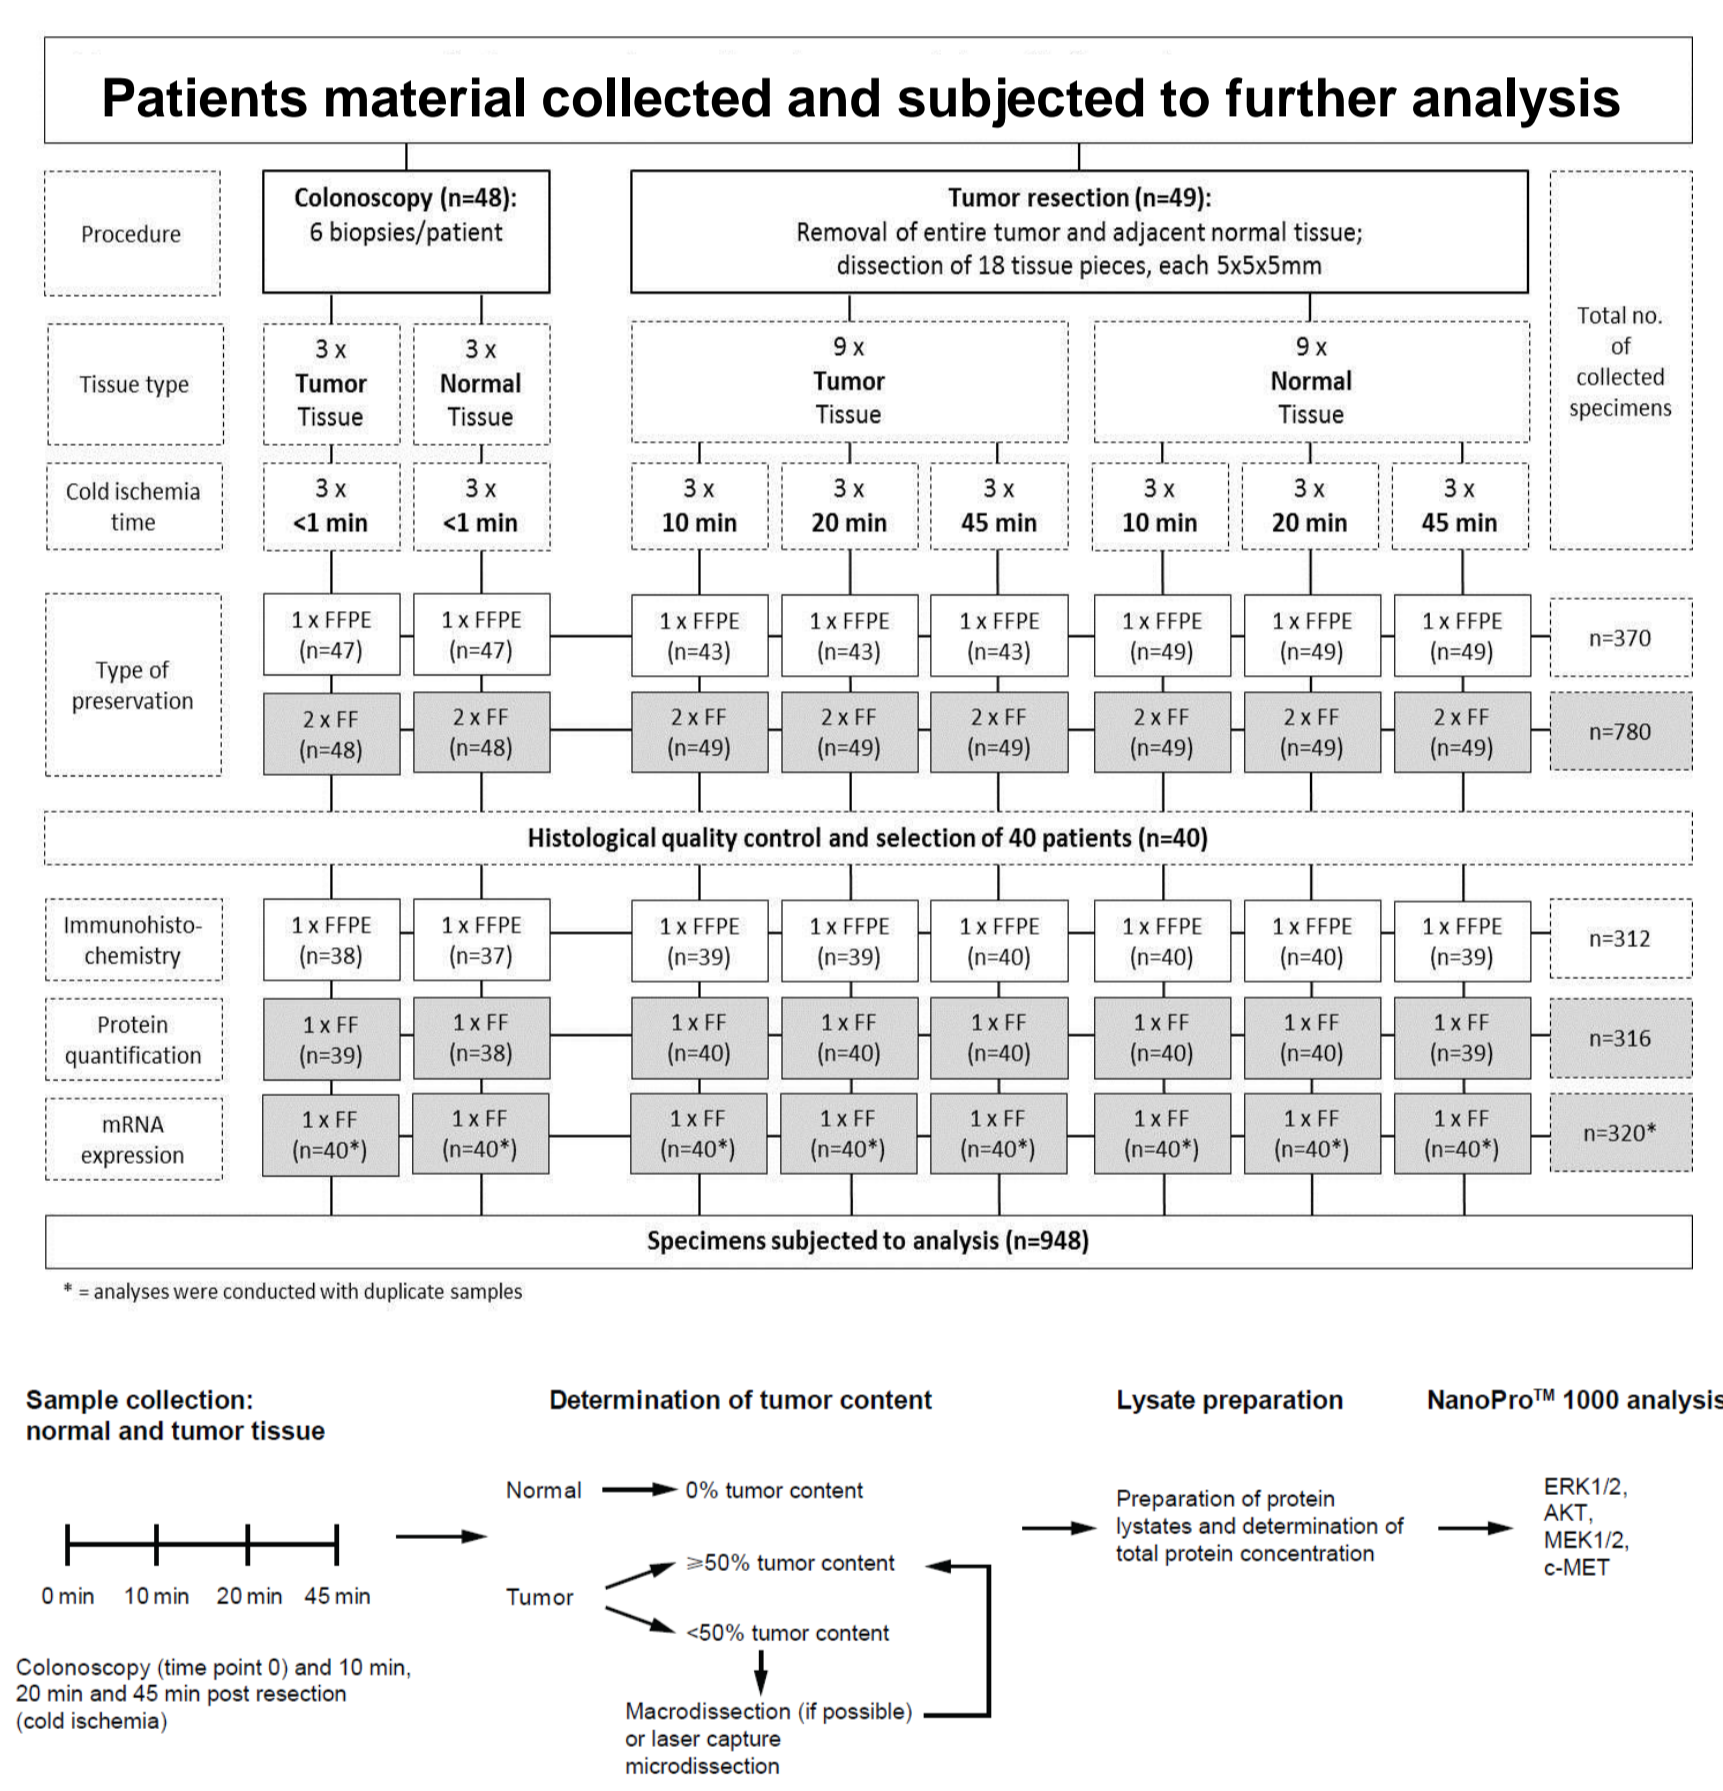 Patients material collected and subjected to further analysis
Procedure
Colonoscopy (n=48):
6 biopsies/patient
Tumor resection (n=49):
Removal of entire tumor and adjacent normal tissue;
dissection of 18 tissue pieces, each 5x5x5mm
Total no.
of
collected
specimens
Tissue type
3 x
Tumor
Tissue
3 x
Normal
Tissue
9 x
Tumor
Tissue
9 x
Normal
Tissue
Cold ischemia
time
3 x
<1 min
3 x
<1 min
3 x
10 min
3 x
20 min
3 x
45 min
3 x
10 min
3 x
20 min
3 x
45 min
Type of
preservation
1 x FFPE
(n=47)
1 x FFPE
(n=47)
1 x FFPE
(n=43)
1 x FFPE
(n=43)
1 x FFPE
(n=43)
1 x FFPE
(n=49)
1 x FFPE
(n=49)
1 x FFPE
(n=49)
n=370
2 x FF
(n=48)
2 x FF
(n=48)
2 x FF
(n=49)
2 x FF
(n=49)
2 x FF
(n=49)
2 x FF
(n=49)
2 x FF
(n=49)
2 x FF
(n=49)
n=780
Histological quality control and selection of 40 patients (n=40)
Immunohisto-
chemistry
1 x FFPE
(n=38)
1 x FFPE
(n=37)
1 x FFPE
(n=39)
1 x FFPE
(n=39)
1 x FFPE
(n=40)
1 x FFPE
(n=40)
1 x FFPE
(n=40)
1 x FFPE
(n=39)
n=312
Protein
quantification
1 x FF
(n=39)
1 x FF
(n=38)
1 x FF
(n=40)
1 x FF
(n=40)
1 x FF
(n=40)
1 x FF
(n=40)
1 x FF
(n=40)
1 x FF
(n=39)
n=316
mRNA
expression
1 x FF
(n=40*)
1 x FF
(n=40*)
1 x FF
(n=40*)
1 x FF
(n=40*)
1 x FF
(n=40*)
1 x FF
(n=40*)
1 x FF
(n=40*)
1 x FF
(n=40*)
n=320*
Specimens subjected to analysis (n=948)
* = analyses were conducted with duplicate samples
Sample collection:
normal and tumor tissue
0 min 10 min 20 min 45 min
Colonoscopy (time point 0) and 10 min,
20 min and 45 min post resection
(cold ischemia)
Determination of tumor content
Normal
0% tumor content
Tumor
≥50% tumor content
<50% tumor content
Macrodissection (if possible)
or laser capture
microdissection
Lysate preparation
Preparation of protein
lystates and determination of
total protein concentration
NanoPro™ 1000 analysis
ERK1/2,
AKT,
MEK1/2,
c-MET